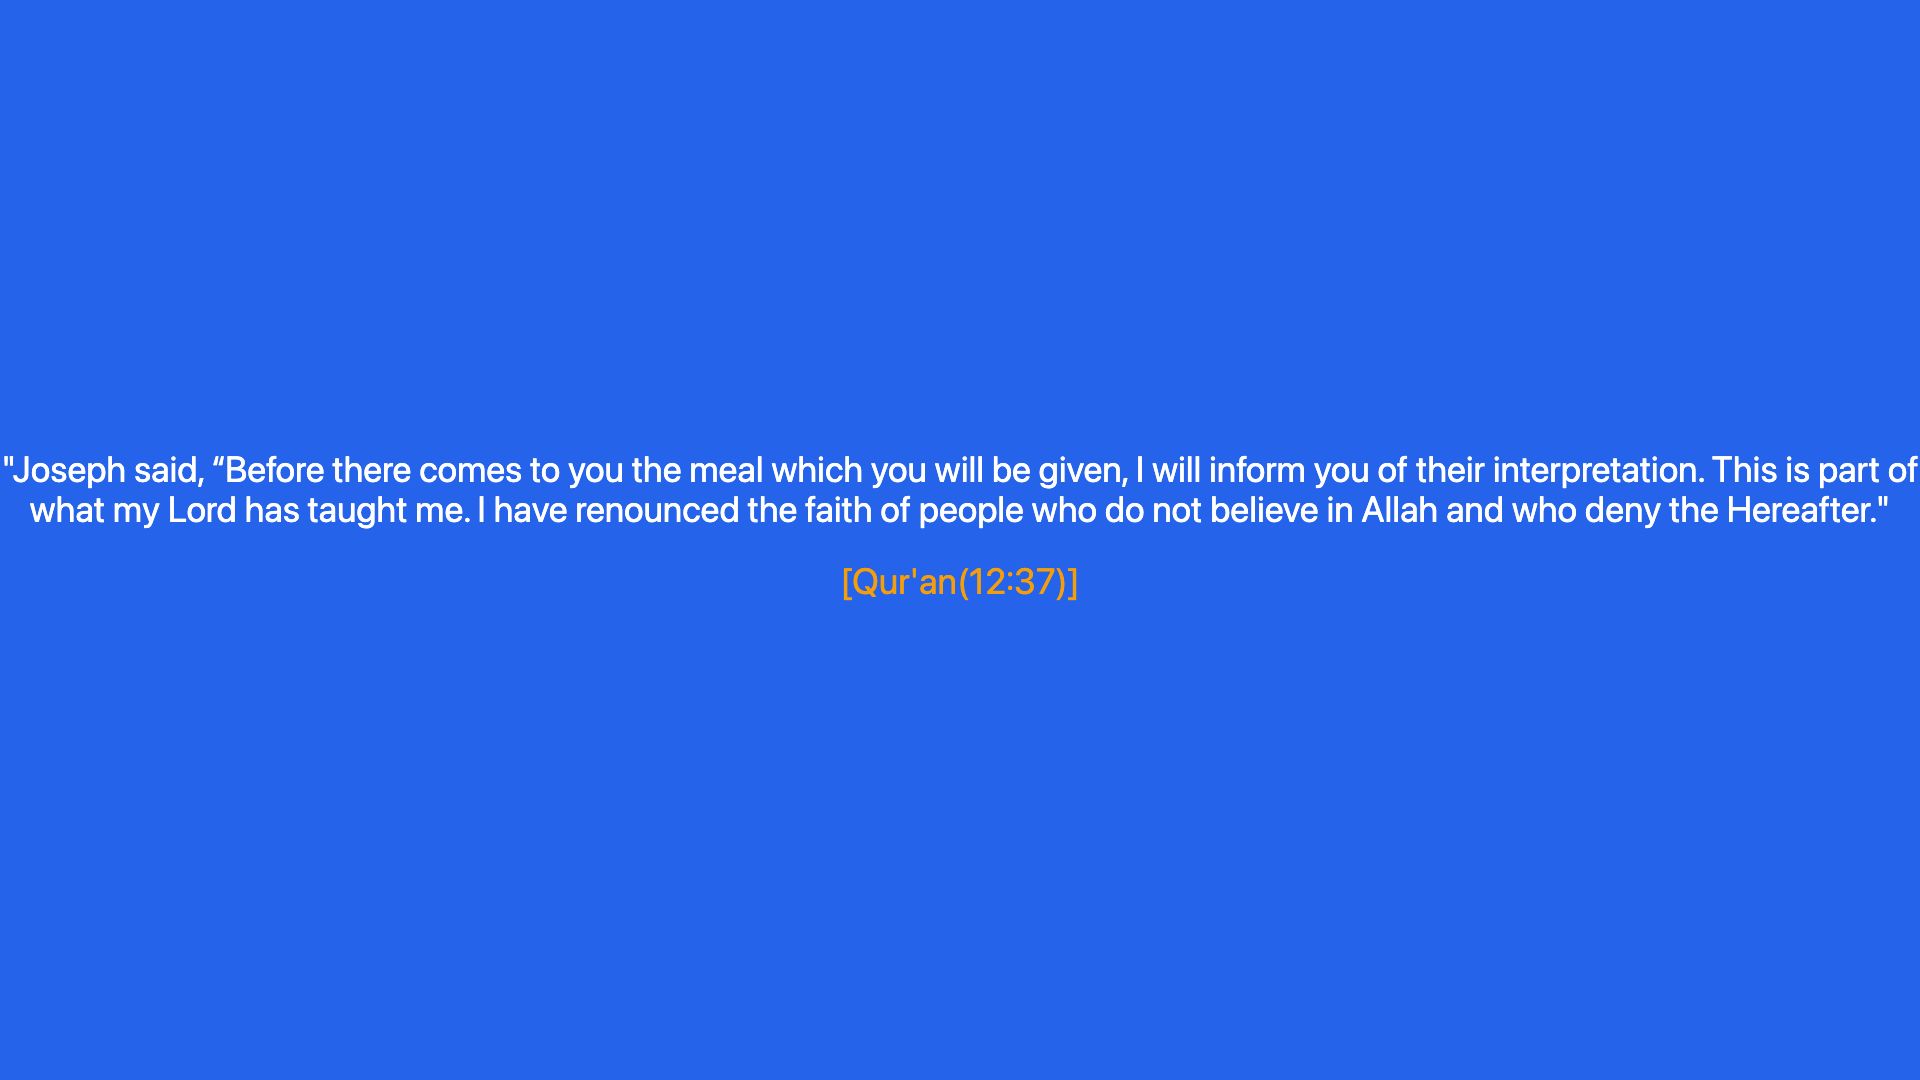 "Joseph said, “Before there comes to you the meal which you will be given, I will inform you of their interpretation. This is part of
what my Lord has taught me. I have renounced the faith of people who do not believe in Allah and who deny the Hereafter."
[Qur'an(12:37)]